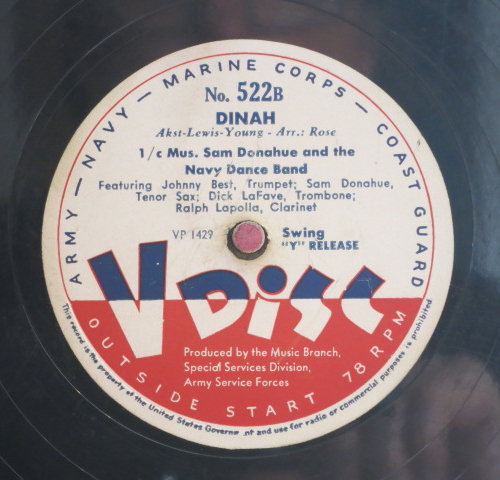 ARMY — NAVY — MARINE CORPS — COAST GUARD
No. 522B
DINAH
Akst-Lewis-Young - Arr.: Rose
1/c Mus. Sam Donahue and the
Navy Dance Band
Featuring Johnny Best, Trumpet; Sam Donahue,
Tenor Sax; Dick LaFave, Trombone;
Ralph Lapolla, Clarinet
VP 1429
Swing
"Y" RELEASE
V DiSC
Produced by the Music Branch,
Special Services Division,
Army Service Forces
OUTSIDE START 78 RPM
This record is the property of the United States Governe nt and use for radio or commercial purposes is prohibited